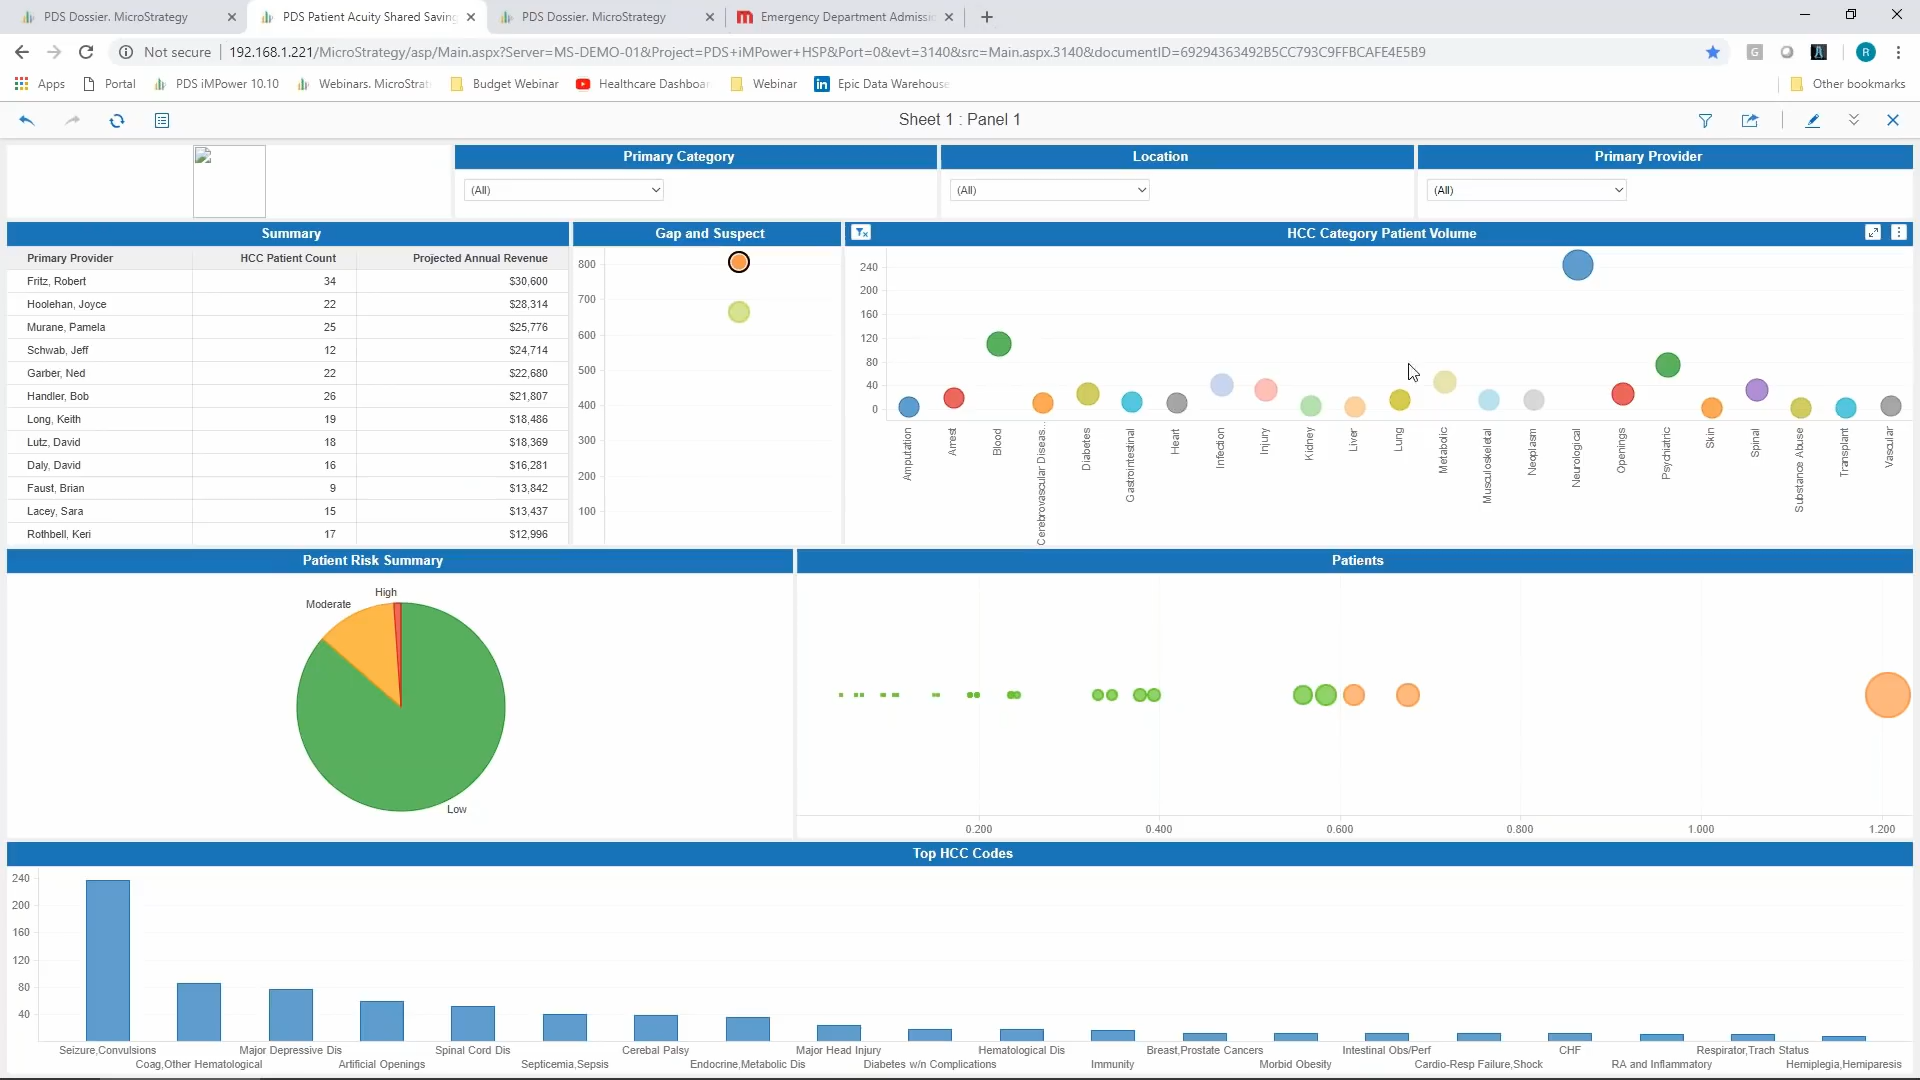 PDS Dossier. MicroStrategy
PDS Patient Acuity Shared Saving
PDS Dossier. MicroStrategy
Emergency Department Admissi
Not secure
192.168.1.221/MicroStrategy/asp/Main.aspx?Server=MS-DEMO-01&Project=PDS+iMPower+HSP&Port=0&evt=3140&src=Main.aspx.3140&documentID=69294363492B5CC793C9FFBCAFE4E5B9
G
R
Apps
Portal
PDS iMPower 10.10
Webinars. MicroStrat
Budget Webinar
Healthcare Dashboa
Webinar
in
Epic Data Warehouse
Other bookmarks
Sheet 1 : Panel 1
Primary Category
Location
Primary Provider
(All)
(All)
(All)
Summary
Gap and Suspect
HCC Category Patient Volume
Primary Provider HCC Patient Count Projected Annual Revenue
Fritz, Robert 34 $30,600
Hoolehan, Joyce 22 $28,314
Murane, Pamela 25 $25,776
Schwab, Jeff 12 $24,714
Garber, Ned 22 $22,680
Handler, Bob 26 $21,807
Long, Keith 19 $18,486
Lutz, David 18 $18,369
Daly, David 16 $16,281
Faust, Brian 9 $13,842
Lacey, Sara 15 $13,437
Rothbell, Keri 17 $12,996
800
700
600
500
400
300
200
100
240
200
160
120
80
40
0
Amputation
Arrest
Blood
Cerebrovascular Diseas...
Diabetes
Gastrointestinal
Heart
Infection
Injury
Kidney
Liver
Lung
Metabolic
Musculoskeletal
Neoplasm
Neurological
Openings
Psychiatric
Skin
Spinal
Substance Abuse
Transplant
Vascular
Patient Risk Summary
High
Moderate
Low
Patients
0.200 0.400 0.600 0.800 1.000 1.200
Top HCC Codes
240
200
160
120
80
40
Seizure,Convulsions
Coag,Other Hematological
Major Depressive Dis
Artificial Openings
Spinal Cord Dis
Septicemia,Sepsis
Cerebral Palsy
Endocrine,Metabolic Dis
Major Head Injury
Diabetes w/n Complications
Hematological Dis
Immunity
Breast,Prostate Cancers
Morbid Obesity
Intestinal Obs/Perf
Cardio-Resp Failure,Shock
CHF
RA and Inflammatory
Respirator,Trach Status
Hemiplegia,Hemiparesis